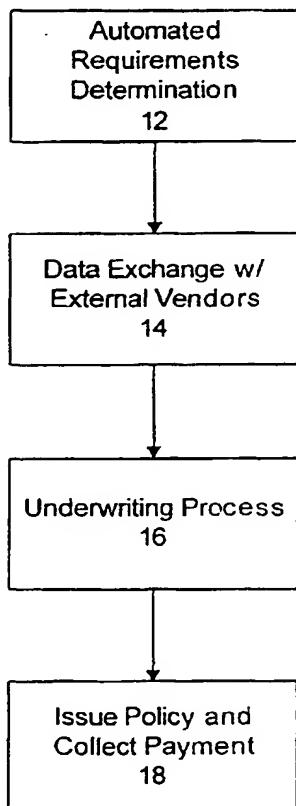 Automated
Requirements
Determination
12
Data Exchange w/
External Vendors
14
Underwriting Process
16
Issue Policy and
Collect Payment
18